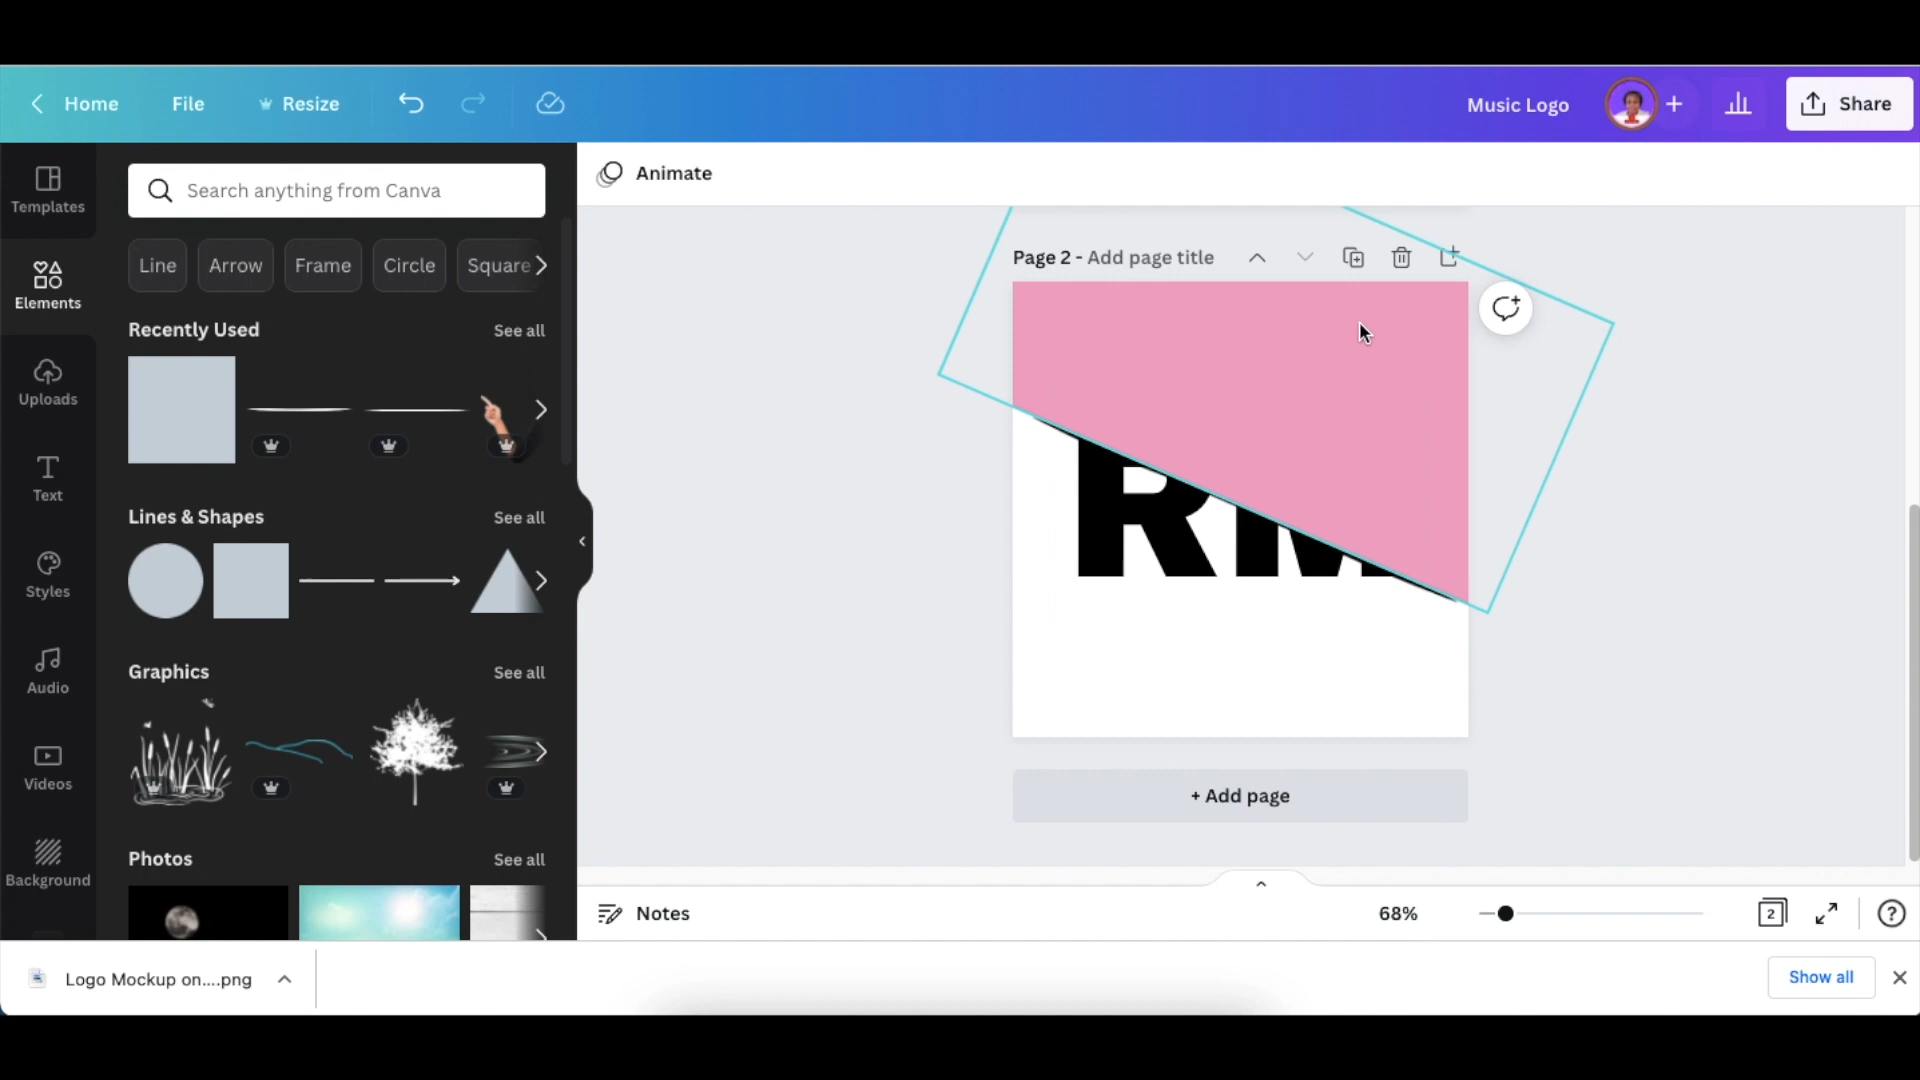 Home File Resize Music Logo Share
Animate
Search anything from Canva
Line Arrow Frame Circle Square
Recently Used See all
Lines & Shapes See all
Graphics See all
Photos See all
Templates
Elements
Uploads
Text
Styles
Audio
Videos
Background
Page 2 - Add page title
RM
+ Add page
Notes 68% 2
Logo Mockup on....png Show all